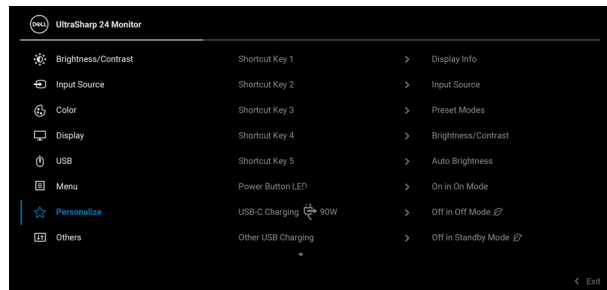 DELL UltraSharp 24 Monitor
Brightness/Contrast Shortcut Key 1 > Display Info
Input Source Shortcut Key 2 > Input Source
Color Shortcut Key 3 > Preset Modes
Display Shortcut Key 4 > Brightness/Contrast
USB Shortcut Key 5 > Auto Brightness
Menu Power Button LED > On in On Mode
Personalize USB-C Charging 90W > Off in Off Mode
Others Other USB Charging > Off in Standby Mode
< Exit